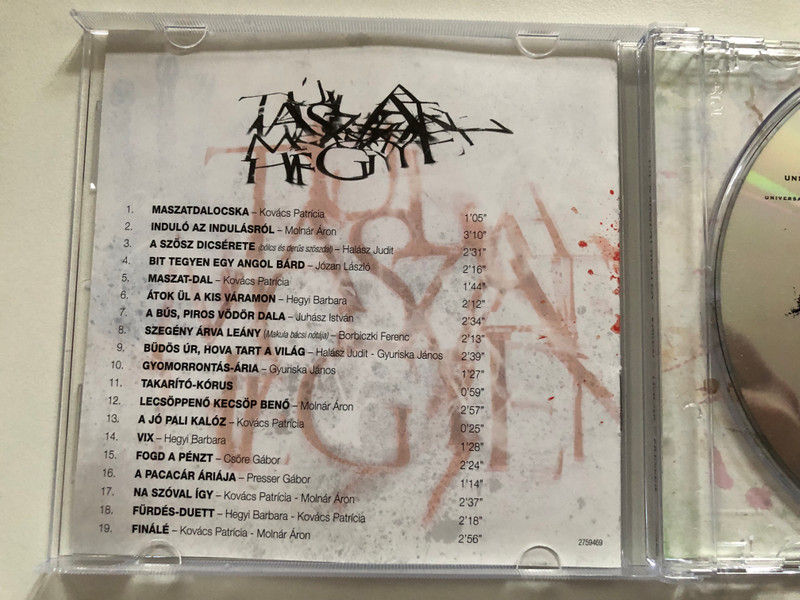 1. MASZATDALOCSKA – Kovács Patrícia 1'05"
2. INDULÓ AZ INDULÁSRÓL – Molnár Áron 3'10"
3. A SZŐSZ DICSÉRETE (bölcs és derűs szószdal) – Halász Judit 2'31"
4. BIT TEGYEN EGY ANGOL BÁRD – Józan László 2'16"
5. MASZAT-DAL – Kovács Patrícia 1'44"
6. ÁTOK ÜL A KIS VÁRAMON – Hegyi Barbara 2'12"
7. A BÚS, PIROS VÖDÖR DALA – Juhász István 2'34"
8. SZEGÉNY ÁRVA LEÁNY (Makula bácsi nótája) – Borbiczki Ferenc 2'13"
9. BÜDÖS ÚR, HOVA TART A VILÁG – Halász Judit - Gyuriska János 2'39"
10. GYOMORRONTÁS-ÁRIA – Gyuriska János 1'27"
11. TAKARÍTÓ-KÓRUS 0'59"
12. LECSÖPPENŐ KECSÖP BENŐ – Molnár Áron 2'57"
13. A JÓ PALI KALÓZ – Kovács Patrícia 0'25"
14. VIX – Hegyi Barbara 1'28"
15. FOGD A PÉNZT – Csőre Gábor 2'24"
16. A PACACÁR ÁRIÁJA – Presser Gábor 1'14"
17. NA SZÓVAL ÍGY – Kovács Patrícia - Molnár Áron 2'37"
18. FÜRDÉS-DUETT – Hegyi Barbara - Kovács Patrícia 2'18"
19. FINÁLÉ – Kovács Patrícia - Molnár Áron 2'56"
2759469